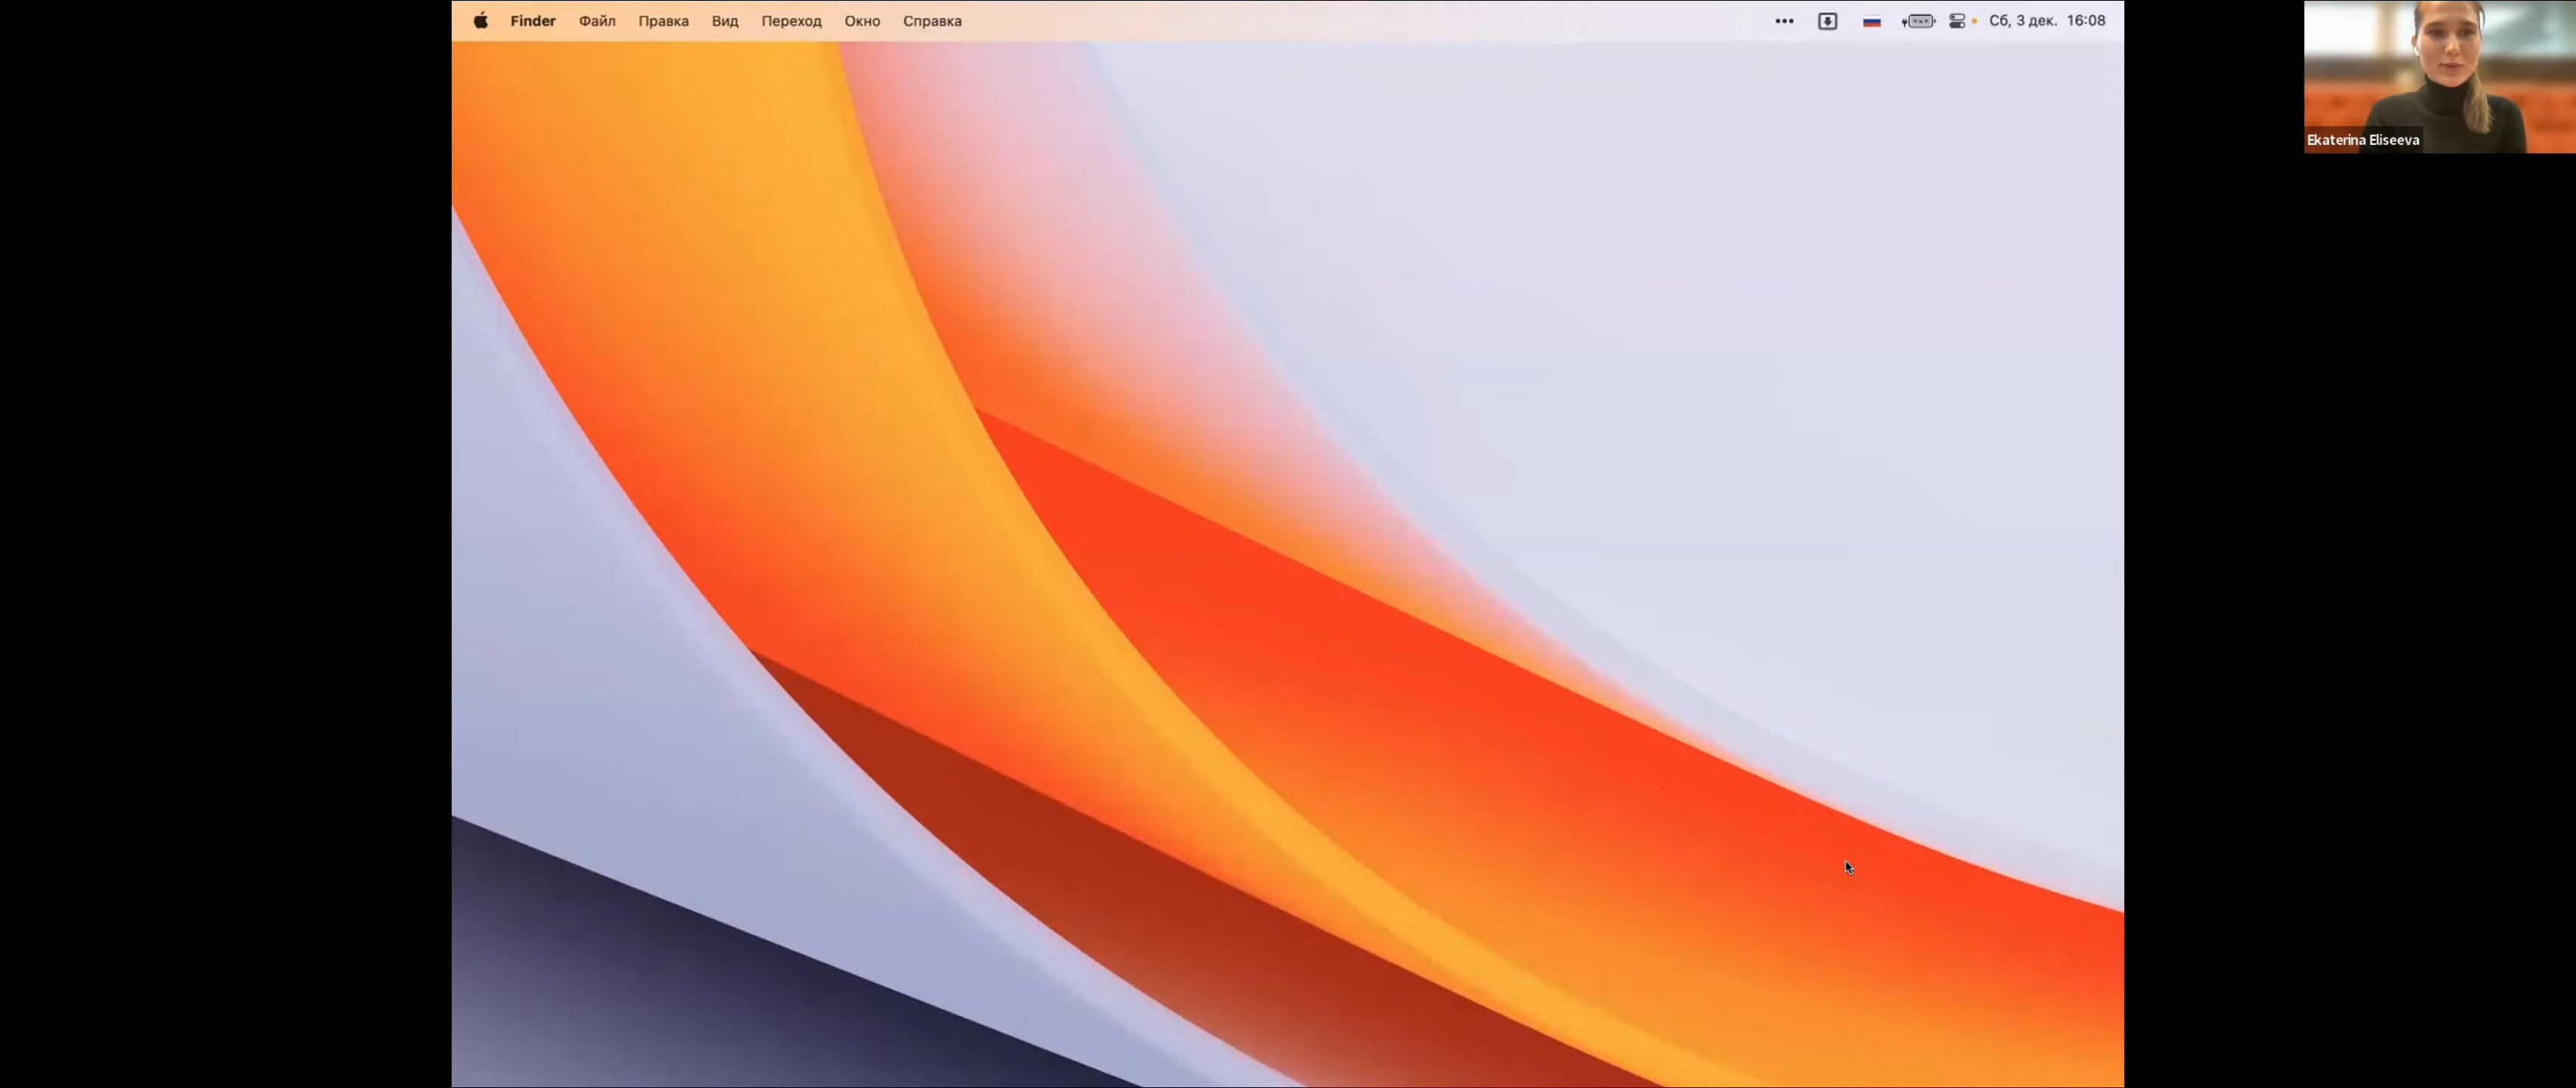 Finder Файл Правка Вид Переход Окно Справка ••• Сб, 3 дек. 16:08
Ekaterina Eliseeva